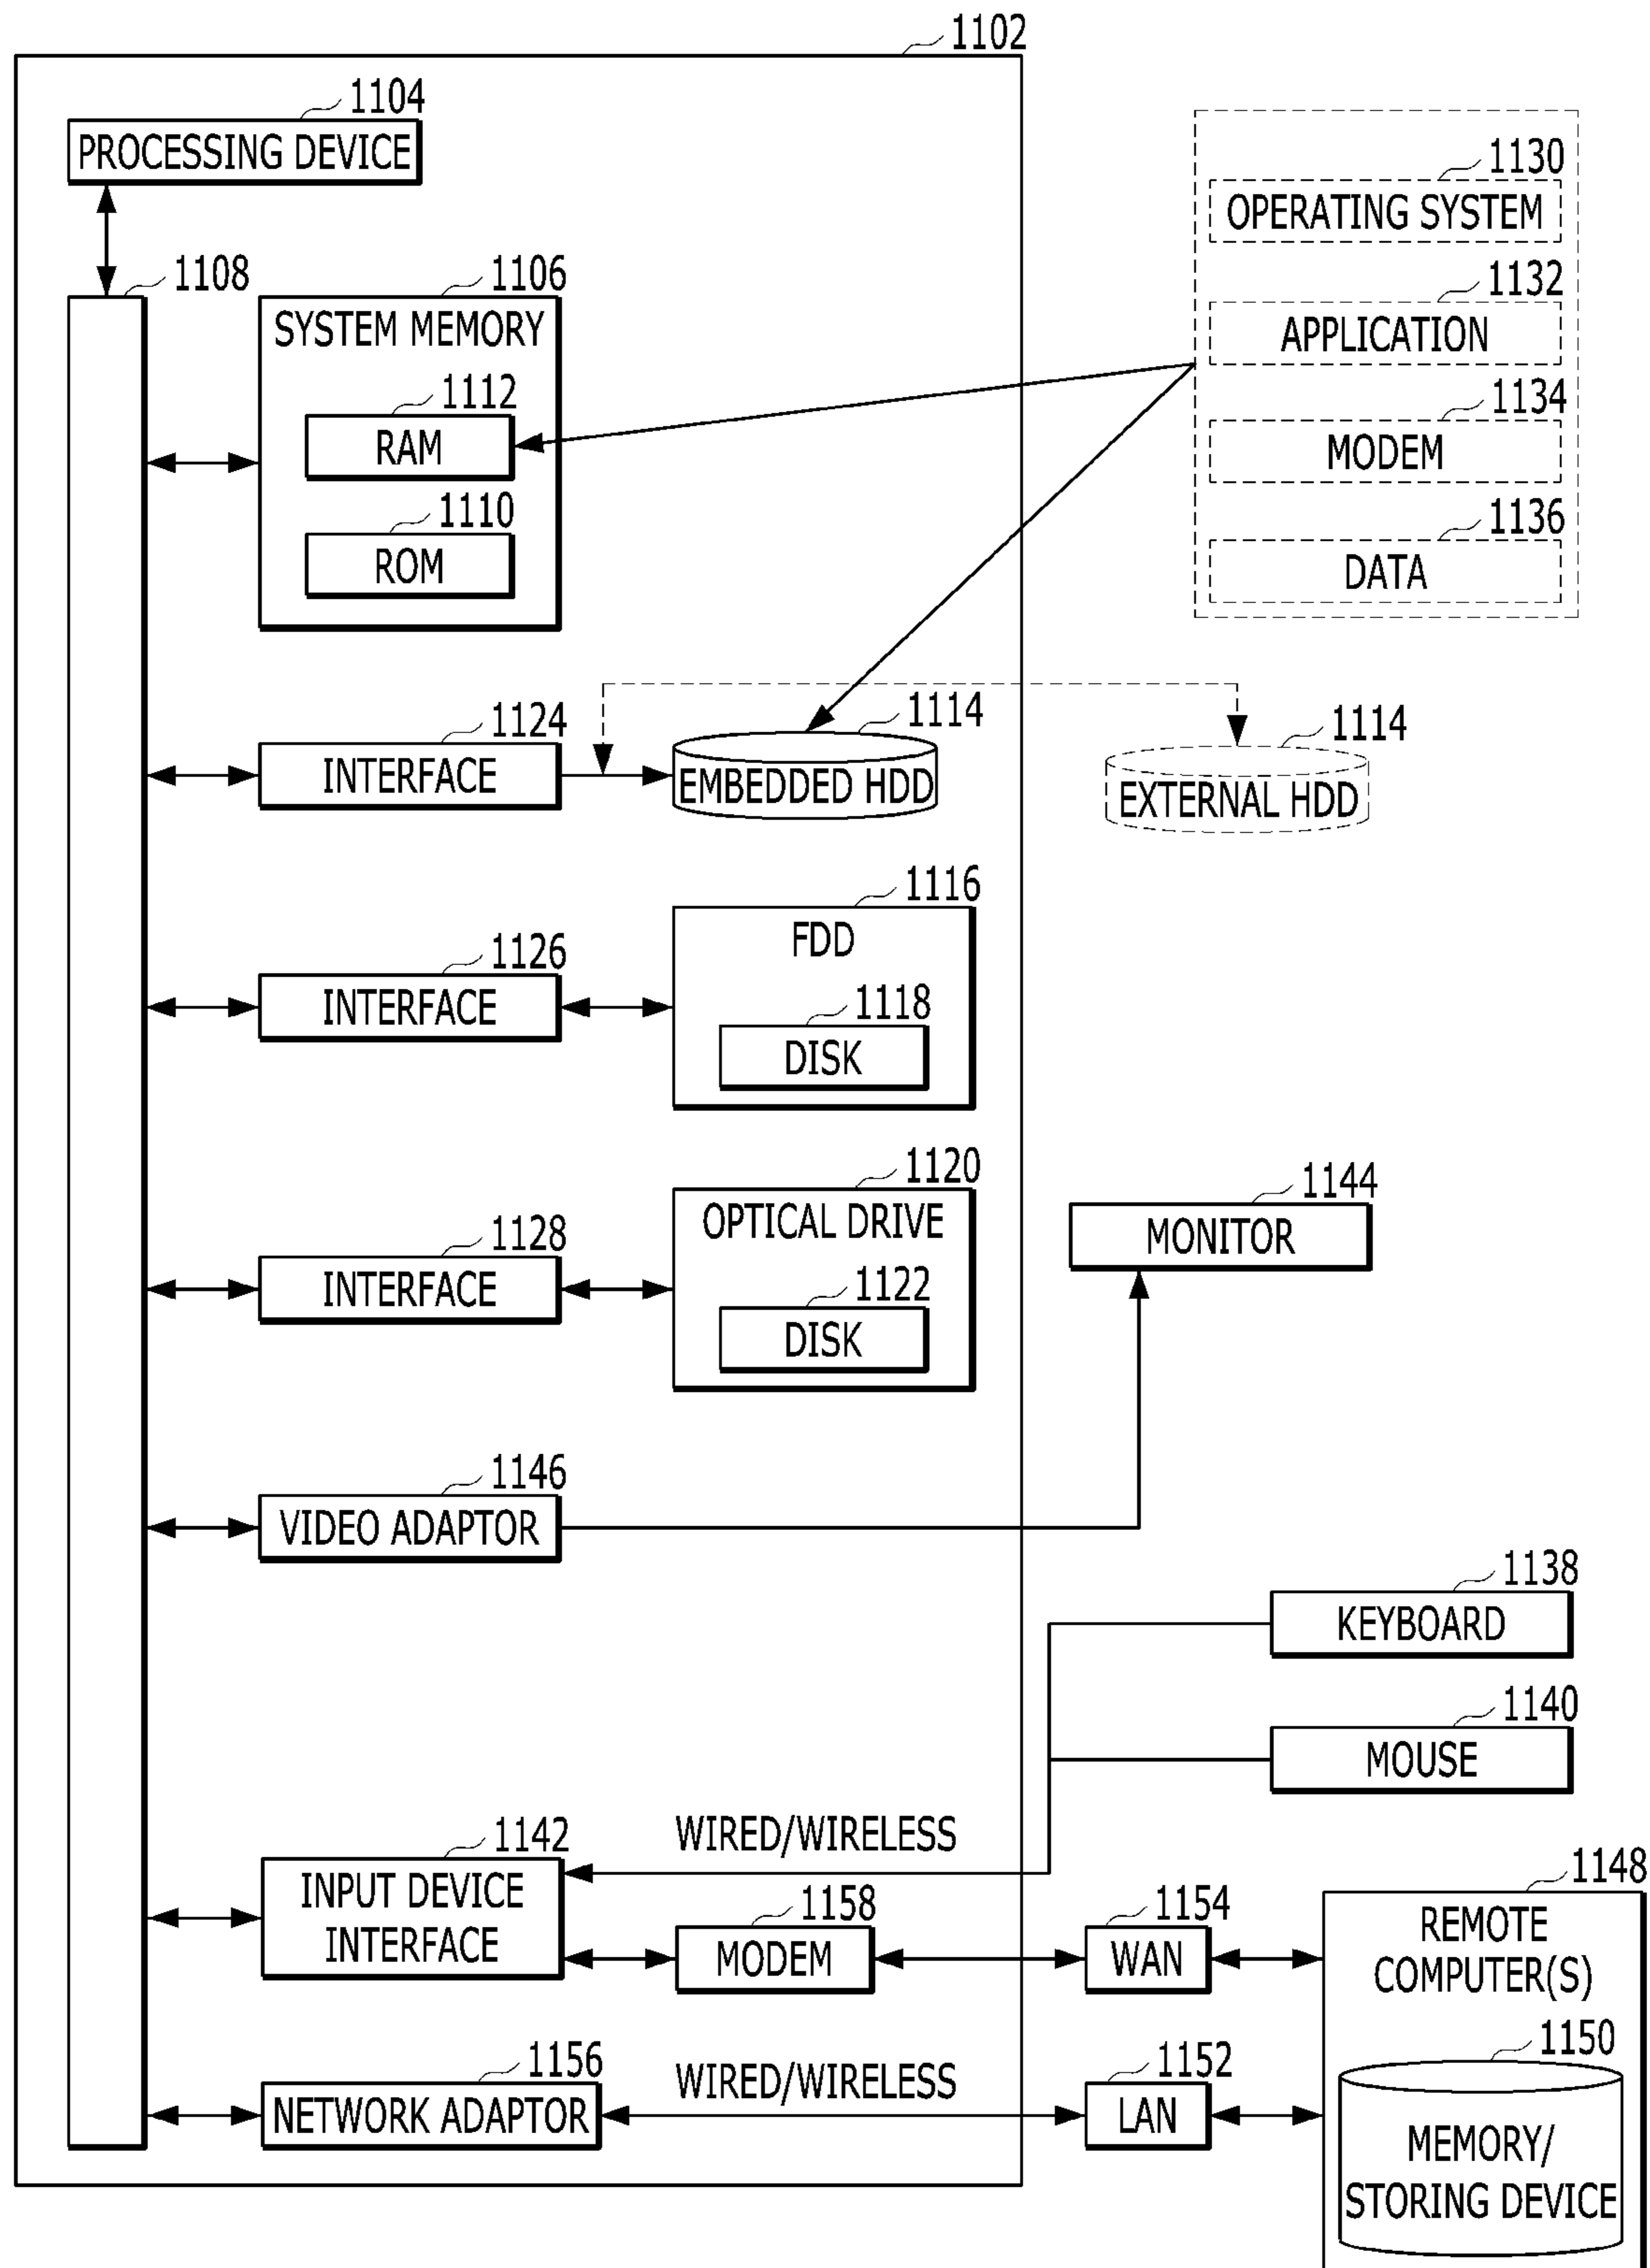 1102
1104
PROCESSING DEVICE
1130
OPERATING SYSTEM
1108
1106
SYSTEM MEMORY
1132
APPLICATION
1112
RAM
1134
MODEM
1110
ROM
1136
DATA
1124
INTERFACE
1114
EMBEDDED HDD
1114
EXTERNAL HDD
1116
FDD
1126
INTERFACE
1118
DISK
1120
OPTICAL DRIVE
1144
MONITOR
1128
INTERFACE
1122
DISK
1146
VIDEO ADAPTOR
1138
KEYBOARD
1140
MOUSE
WIRED/WIRELESS
1142
INPUT DEVICE
INTERFACE
1158
MODEM
1154
WAN
1148
REMOTE
COMPUTER(S)
1156
NETWORK ADAPTOR
WIRED/WIRELESS
1152
LAN
1150
MEMORY/
STORING DEVICE